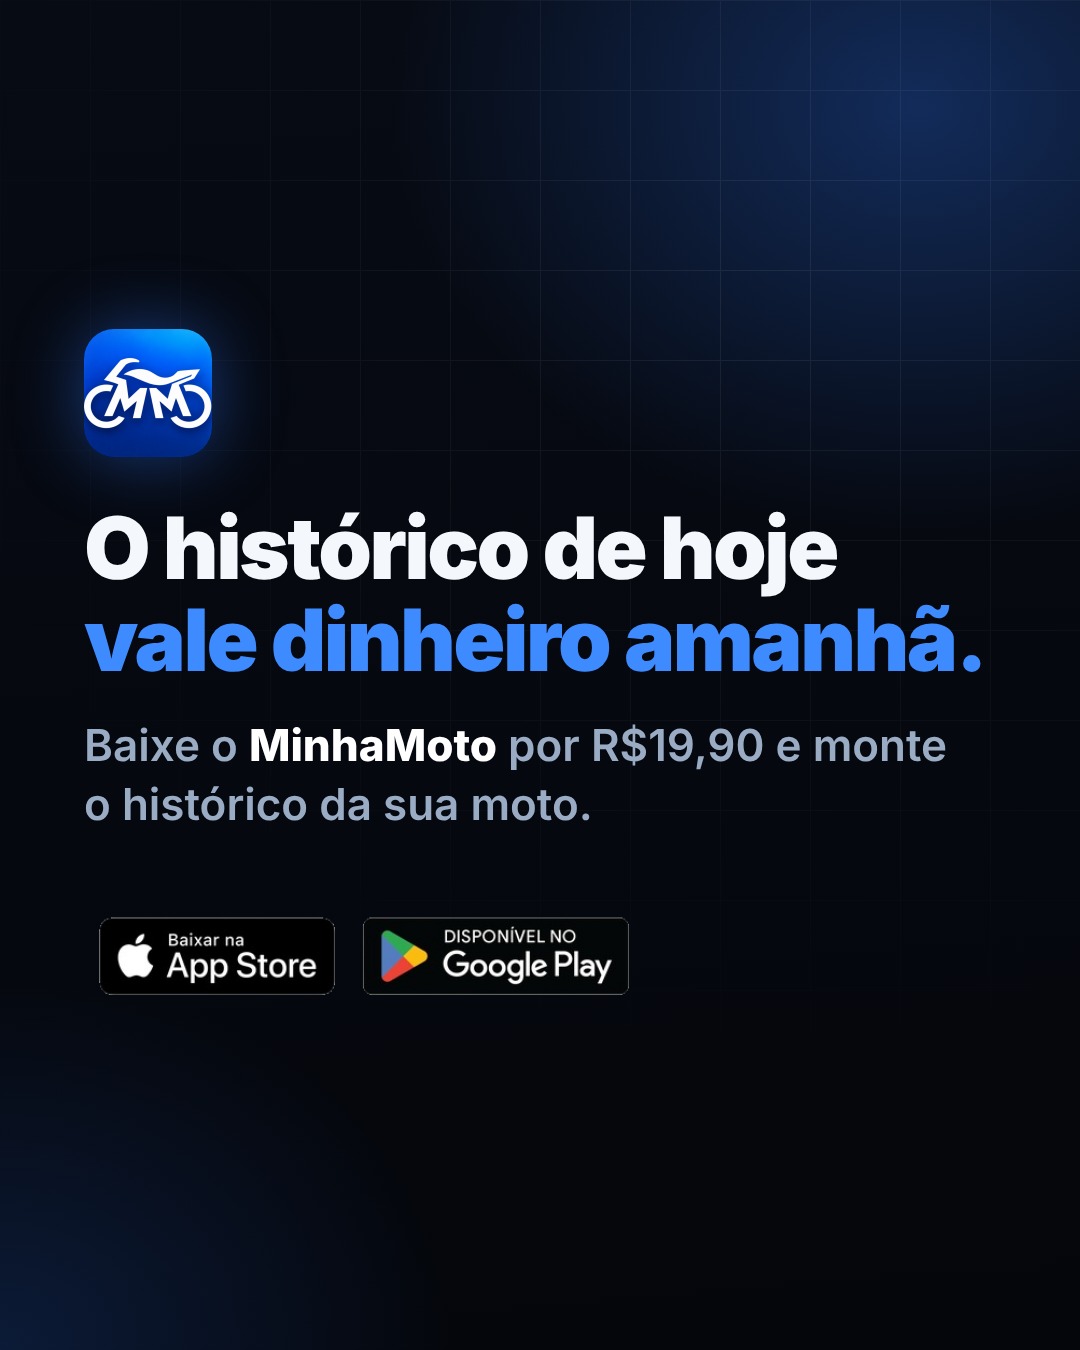 MM
O histórico de hoje
vale dinheiro amanhã.
Baixe o MinhaMoto por R$19,90 e monte
o histórico da sua moto.
Baixar na
App Store
DISPONÍVEL NO
Google Play